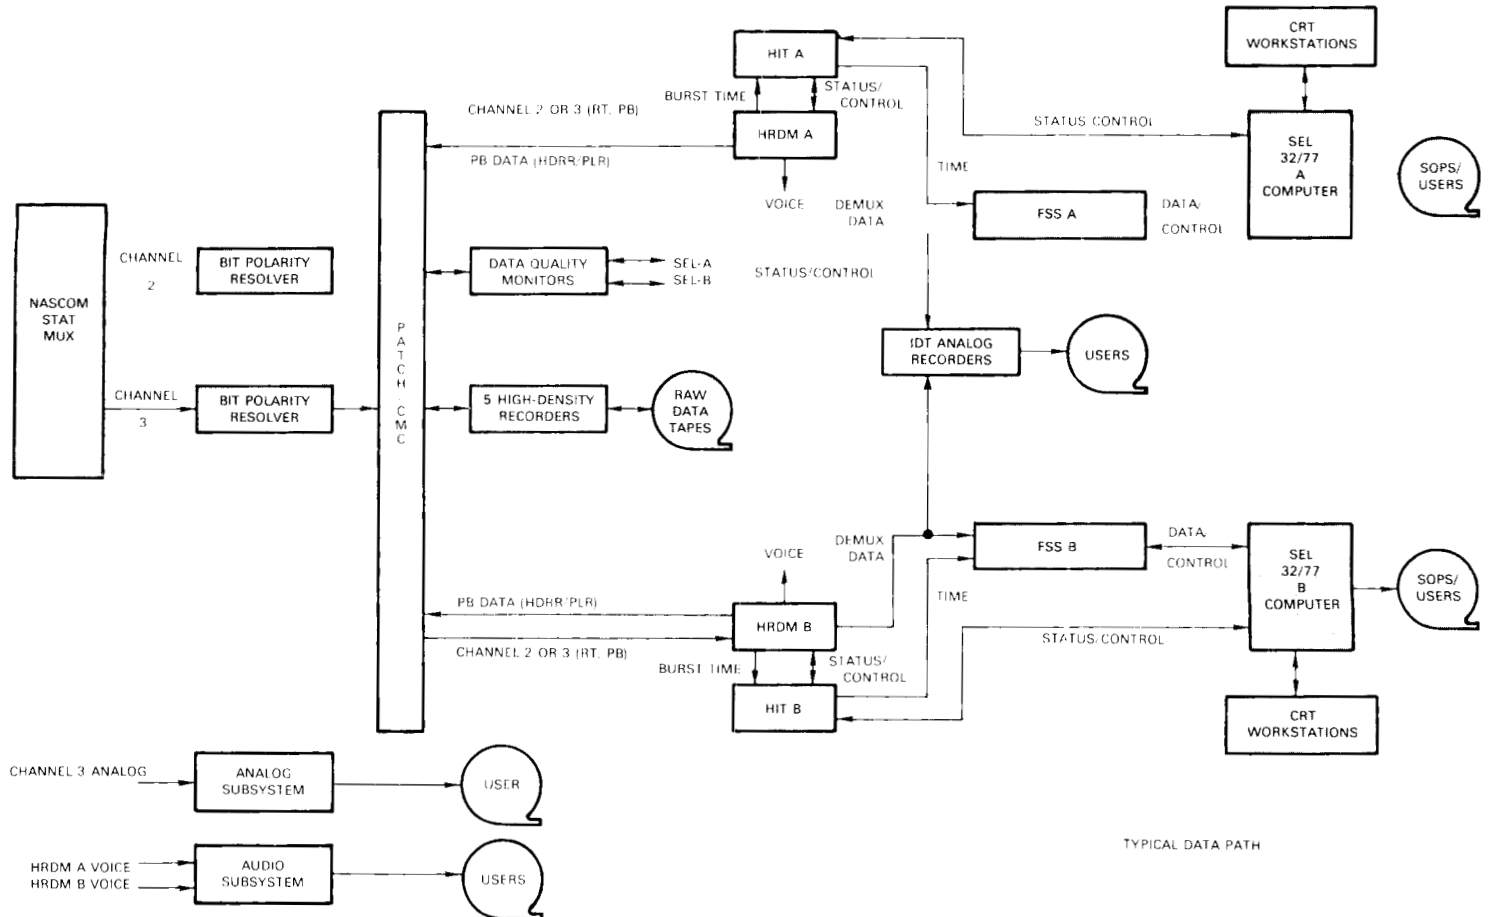 HIT A
CRT
WORKSTATIONS
BURST TIME
STATUS/
CONTROL
CHANNEL 2 OR 3 (RT, PB)
HRDM A
STATUS CONTROL
PB DATA (HDRR/PLR)
TIME
SEL
32/77
A
COMPUTER
SOPS/
USERS
VOICE
DEMUX
DATA
FSS A
DATA/
CONTROL
NASCOM
STAT
MUX
CHANNEL
2
BIT POLARITY
RESOLVER
DATA QUALITY
MONITORS
SEL-A
SEL-B
STATUS/CONTROL
PATCH/CMC
IDT ANALOG
RECORDERS
USERS
CHANNEL
3
BIT POLARITY
RESOLVER
5 HIGH-DENSITY
RECORDERS
RAW
DATA
TAPES
VOICE
DEMUX
DATA
FSS B
DATA/
CONTROL
SEL
32/77
B
COMPUTER
SOPS/
USERS
PB DATA (HDRR/PLR)
TIME
HRDM B
CHANNEL 2 OR 3 (RT, PB)
STATUS/CONTROL
BURST TIME
STATUS/
CONTROL
HIT B
CRT
WORKSTATIONS
CHANNEL 3 ANALOG
ANALOG
SUBSYSTEM
USER
HRDM A VOICE
HRDM B VOICE
AUDIO
SUBSYSTEM
USERS
TYPICAL DATA PATH